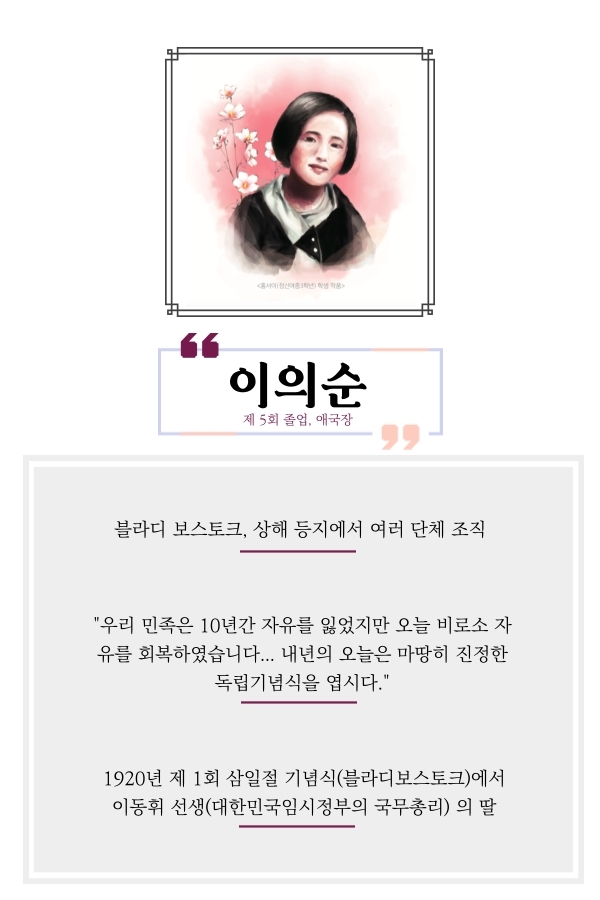 <홍서아(정신여중3학년) 학생 작품>
이의순
제 5회 졸업, 애국장
블라디 보스토크, 상해 등지에서 여러 단체 조직
"우리 민족은 10년간 자유를 잃었지만 오늘 비로소 자
유를 회복하였습니다... 내년의 오늘은 마땅히 진정한
독립기념식을 엽시다."
1920년 제 1회 삼일절 기념식(블라디보스토크)에서
이동휘 선생(대한민국임시정부의 국무총리) 의 딸